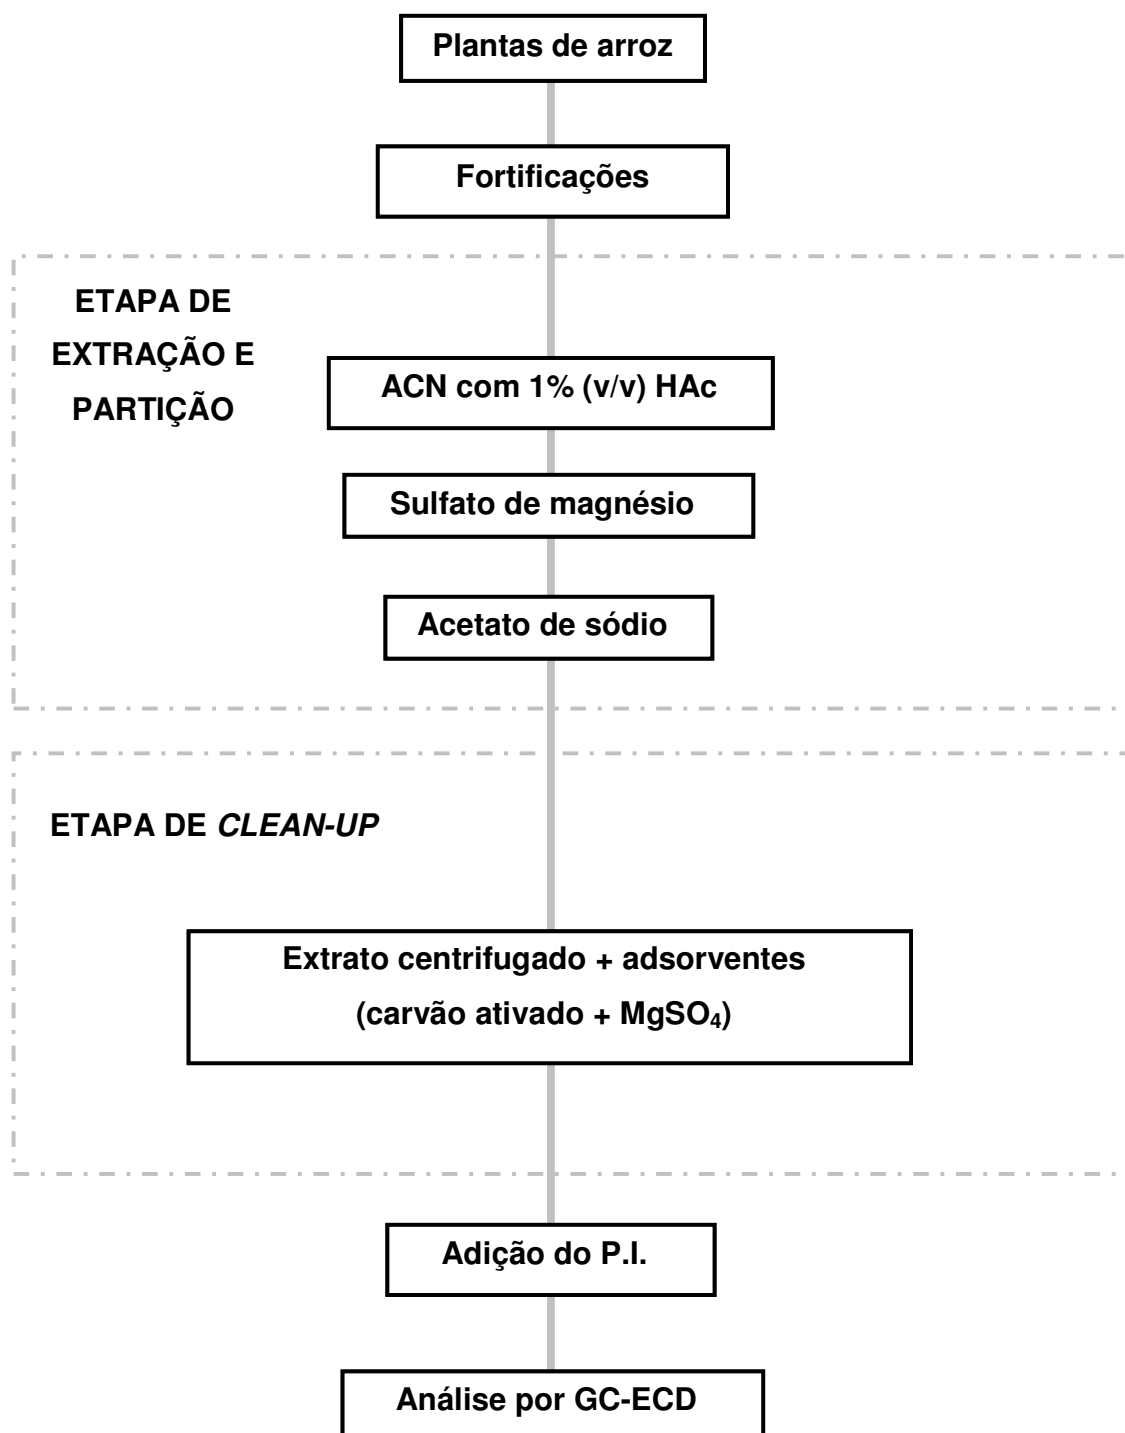 Plantas de arroz
Fortificações
ETAPA DE
EXTRAÇÃO E
PARTIÇÃO
ACN com 1% (v/v) HAc
Sulfato de magnésio
Acetato de sódio
ETAPA DE CLEAN-UP
Extrato centrifugado + adsorventes
(carvão ativado + MgSO₄)
Adição do P.I.
Análise por GC-ECD